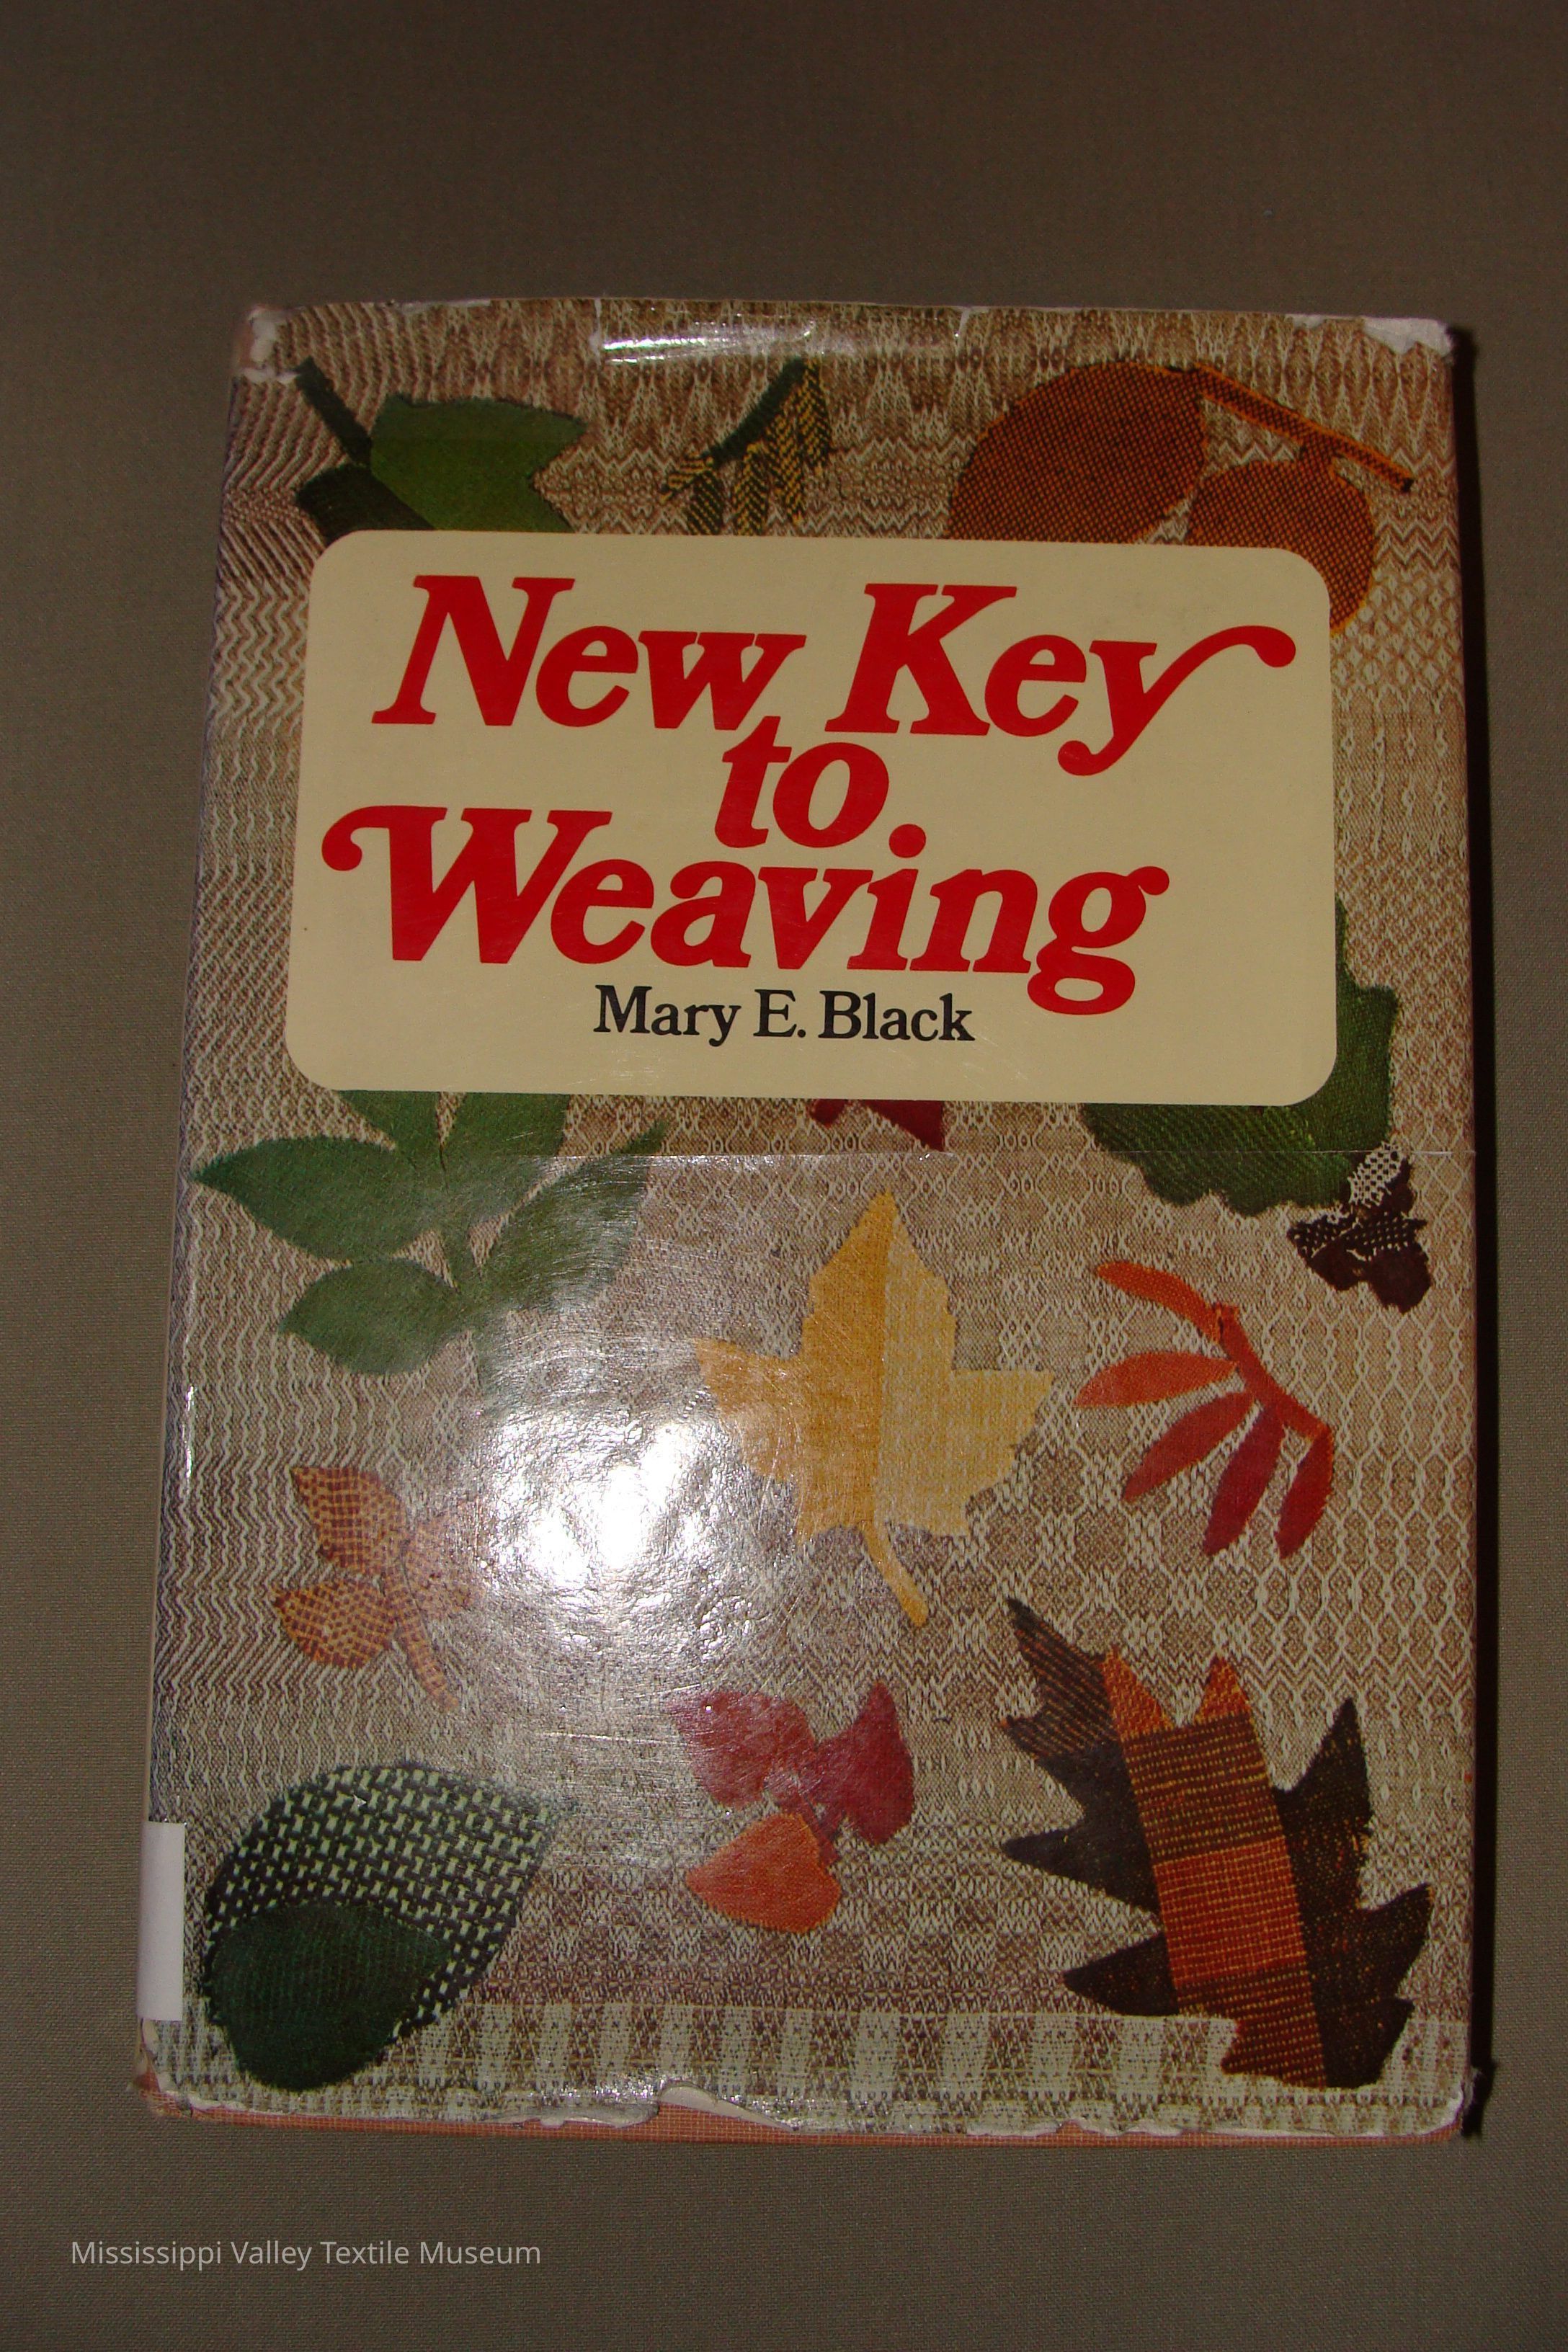 New Key
to
Weaving
Mary E. Black
Mississippi Valley Textile Museum